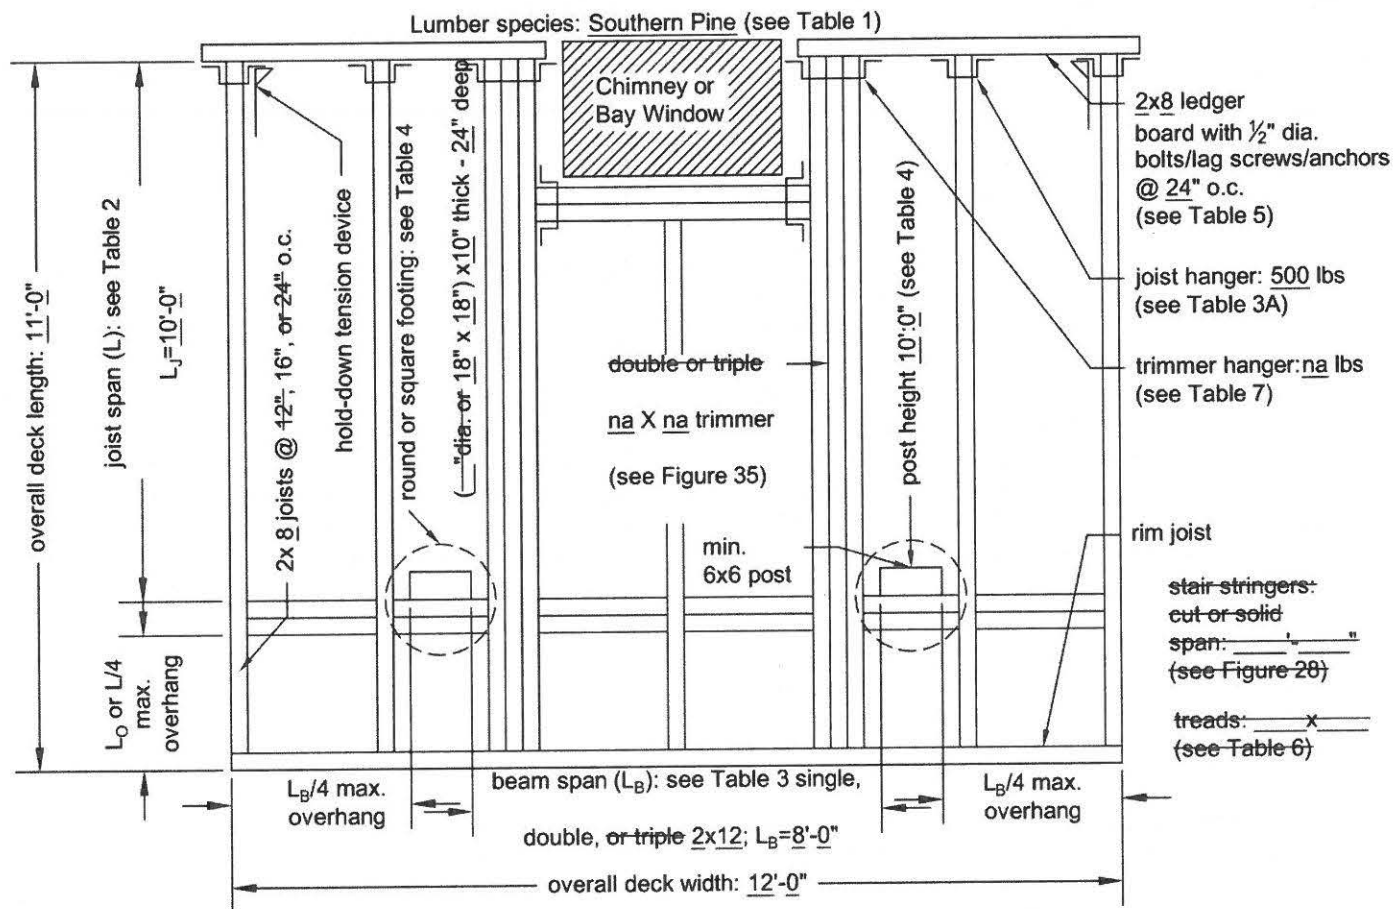 Lumber species: Southern Pine (see Table 1)
Chimney or
Bay Window
2x8 ledger
board with ½" dia.
bolts/lag screws/anchors
@ 24" o.c.
(see Table 5)
joist hanger: 500 lbs
(see Table 3A)
trimmer hanger: na lbs
(see Table 7)
rim joist
stair stringers:
cut or solid
span: ____'-____"
(see Figure 28)
treads: ____x____
(see Table 6)
overall deck length: 11'-0"
joist span (L): see Table 2
LJ=10'-0"
LO or L/4
max.
overhang
2x 8 joists @ 12", 16", or 24" o.c.
hold-down tension device
round or square footing: see Table 4
(__"dia. or 18" x 18") x10" thick - 24" deep
double or triple
na X na trimmer
(see Figure 35)
min.
6x6 post
post height 10':0" (see Table 4)
LB/4 max.
overhang
beam span (LB): see Table 3 single,
double, or triple 2x12; LB=8'-0"
LB/4 max.
overhang
overall deck width: 12'-0"